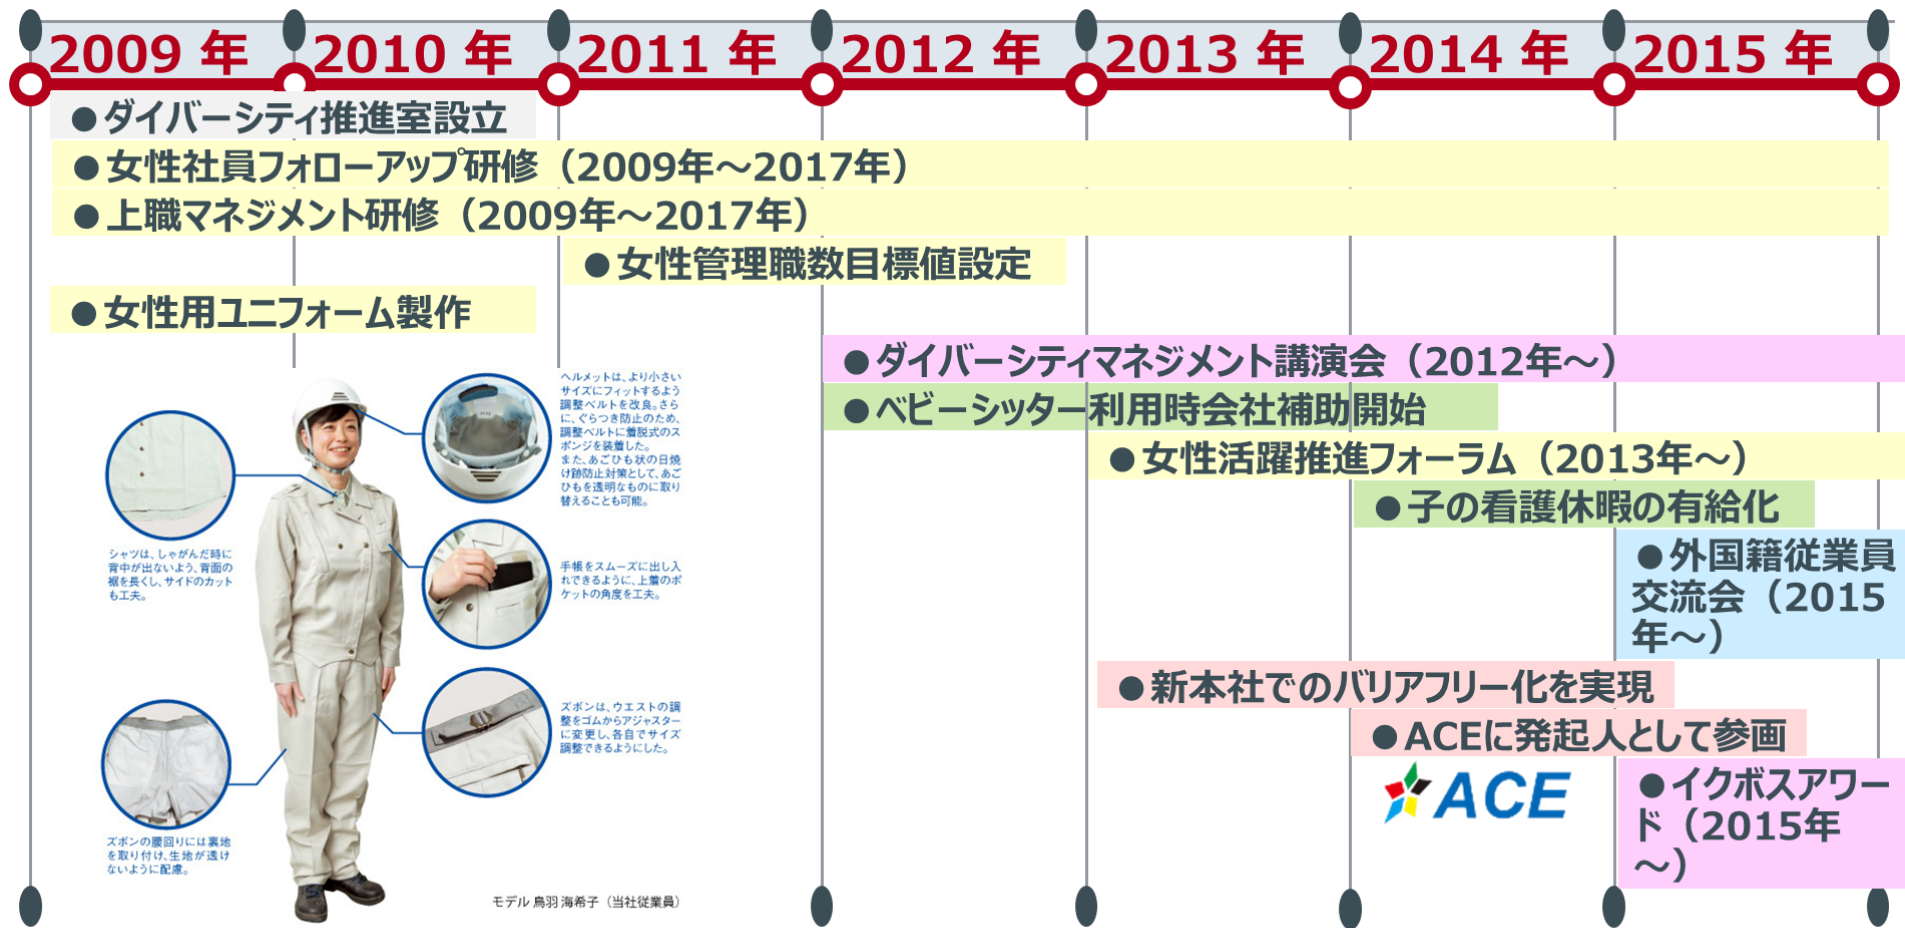 2009 年 2010 年 2011 年 2012 年 2013 年 2014 年 2015 年
●ダイバーシティ推進室設立
●女性社員フォローアップ研修（2009年～2017年）
●上職マネジメント研修（2009年～2017年）
●女性管理職数目標値設定
●女性用ユニフォーム製作
●ダイバーシティマネジメント講演会（2012年～）
●ベビーシッター利用時会社補助開始
●女性活躍推進フォーラム（2013年～）
●子の看護休暇の有給化
●外国籍従業員
交流会（2015
年～）
●新本社でのバリアフリー化を実現
●ACEに発起人として参画
ACE
●イクボスアワー
ド（2015年
～）
ヘルメットは、より小さい
サイズにフィットするよう
調整ベルトを改良。さら
に、ぐらつき防止のため、
調整ベルトに着脱式のス
ポンジを装着した。
また、あごひも状の日焼
け跡防止対策として、あご
ひもを透明なものに取り
替えることも可能。
シャツは、しゃがんだ時に
背中が出ないよう、背面の
裾を長くし、サイドのカット
も工夫。
手帳をスムーズに出し入
れできるように、上着のポ
ケットの角度を工夫。
ズボンは、ウエストの調
整をゴムからアジャスター
に変更し、各自でサイズ
調整できるようにした。
ズボンの腰回りには裏地
を取り付け、生地が透け
ないように配慮。
モデル 鳥羽 海希子（当社従業員）